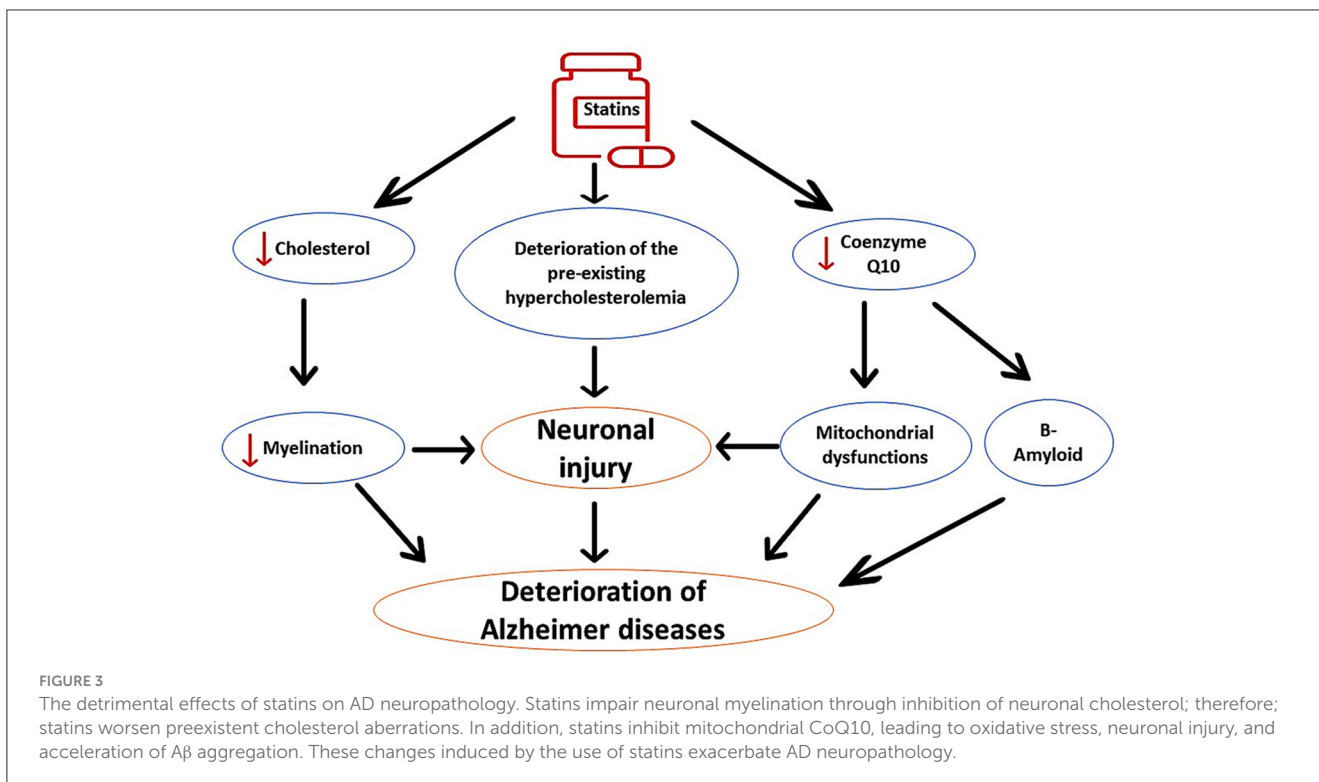 Statins
Cholesterol
Deterioration of the
pre-existing
hypercholesterolemia
Coenzyme
Q10
Myelination
Neuronal
injury
Mitochondrial
dysfunctions
B-
Amyloid
Deterioration of
Alzheimer diseases
FIGURE 3
The detrimental effects of statins on AD neuropathology. Statins impair neuronal myelination through inhibition of neuronal cholesterol; therefore;
statins worsen preexistent cholesterol aberrations. In addition, statins inhibit mitochondrial CoQ10, leading to oxidative stress, neuronal injury, and
acceleration of Aβ aggregation. These changes induced by the use of statins exacerbate AD neuropathology.